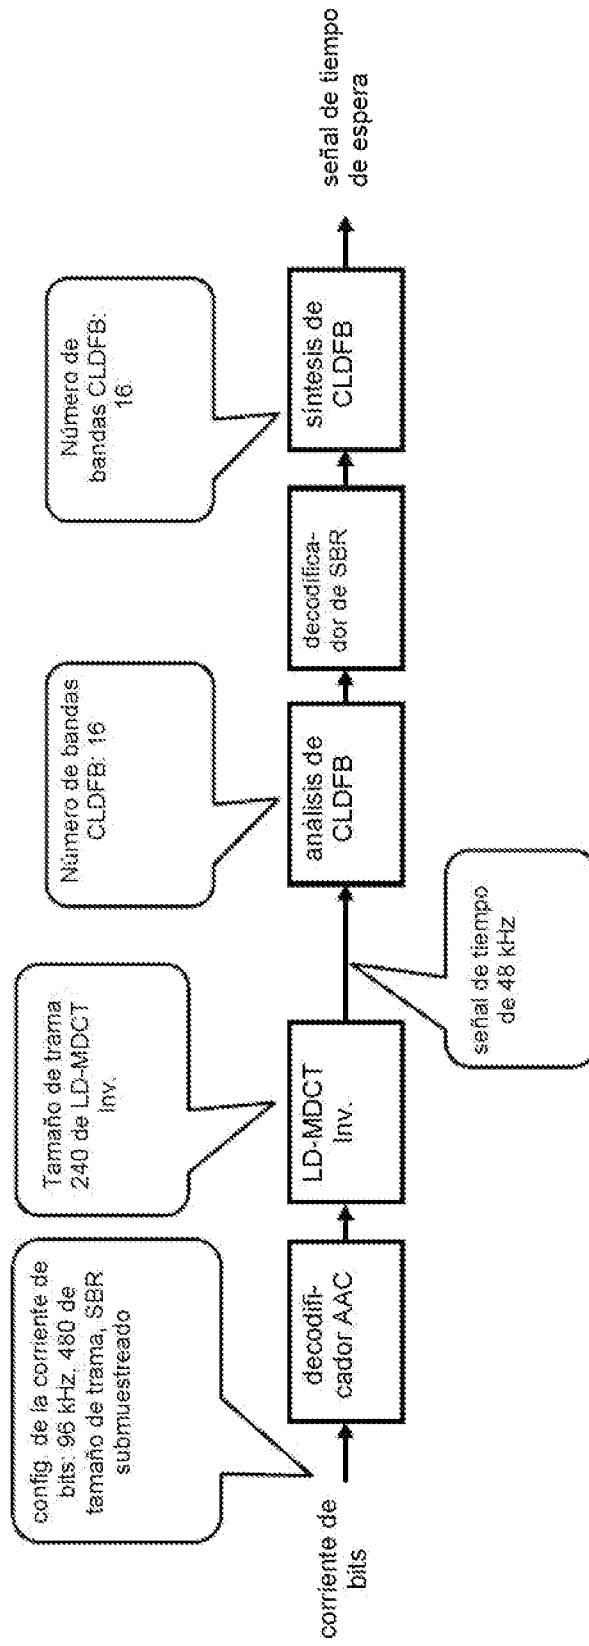 config. de la corriente de
bits: 96 kHz, 480 de
tamaño de trama, SBR
submuestreado
Tamaño de trama
240 de LD-MDCT
Inv.
Número de bandas
CLDFB: 16
Número de
bandas CLDFB:
16
corriente de
bits
decodifi-
cador AAC
LD-MDCT
Inv.
análisis de
CLDFB
decodifica-
dor de SBR
síntesis de
CLDFB
señal de tiempo
de espera
señal de tiempo
de 48 kHz